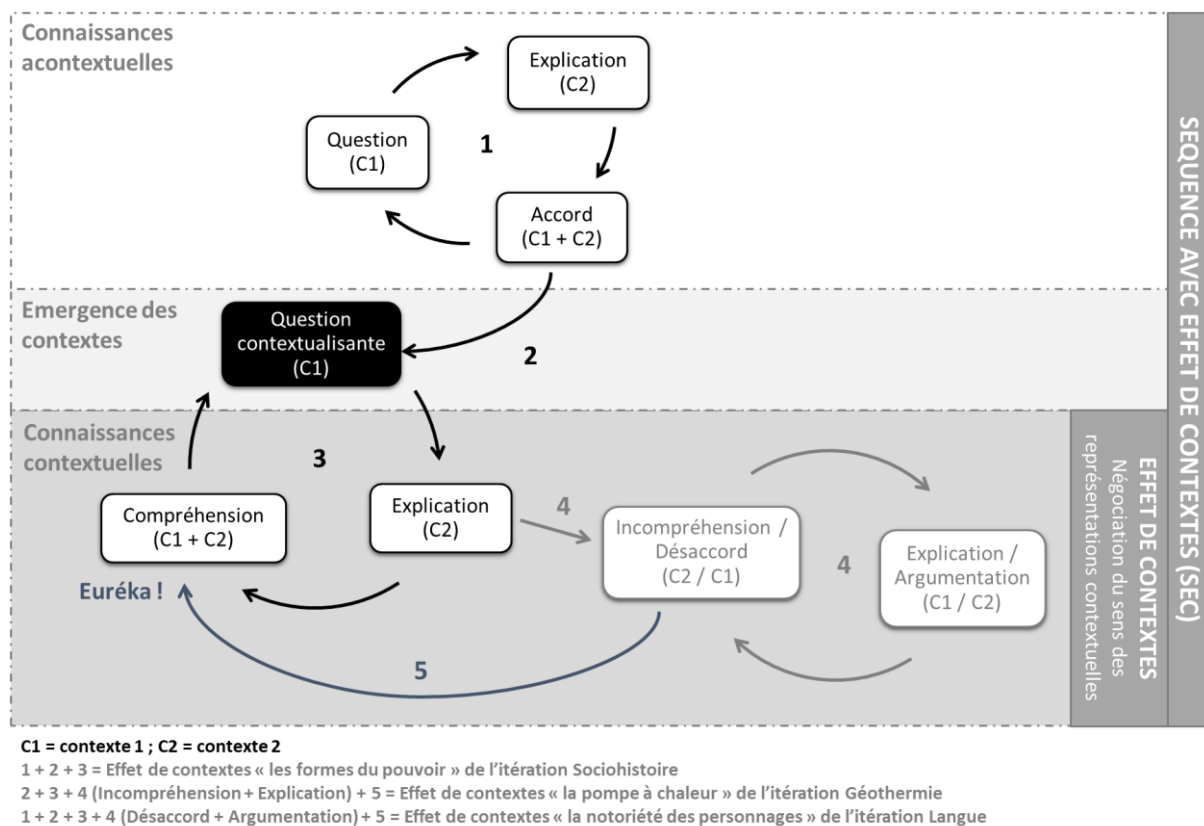 Connaissances
acontextuelles
Explication
(C2)
Question
(C1)
1
Accord
(C1 + C2)
Emergence des
contextes
Question
contextualisante
(C1)
2
Connaissances
contextuelles
3
Compréhension
(C1 + C2)
Explication
(C2)
4
Incompréhension /
Désaccord
(C2 / C1)
4
Explication /
Argumentation
(C1 / C2)
Euréka !
5
EFFET DE CONTEXTES
Négociation du sens des
représentations contextuelles
SEQUENCE AVEC EFFET DE CONTEXTES (SEC)
C1 = contexte 1 ; C2 = contexte 2
1 + 2 + 3 = Effet de contextes « les formes du pouvoir » de l’itération Sociohistoire
2 + 3 + 4 (Incompréhension + Explication) + 5 = Effet de contextes « la pompe à chaleur » de l’itération Géothermie
1 + 2 + 3 + 4 (Désaccord + Argumentation) + 5 = Effet de contextes « la notoriété des personnages » de l’itération Langue